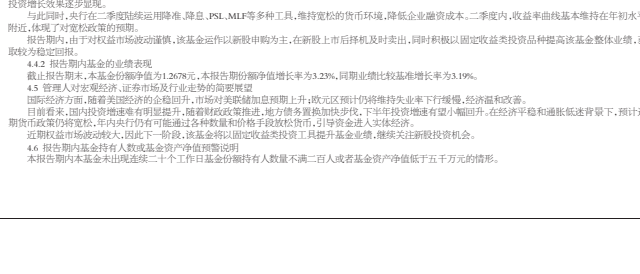 投资增长效果逐步显现。
与此同时,央行在二季度陆续运用降准、降息、PSL、MLF等多种工具,维持宽松的货币环境,降低企业融资成本。二季度内,收益率曲线基本维持在年初水平
附近,体现了对宽松政策的预期。
报告期内,由于对权益市场波动谨慎,该基金运作以新股申购为主,在新股上市后择机及时卖出,同时积极以固定收益类投资品种提高该基金整体业绩,
取较为稳定回报。
4.4.2 报告期内基金的业绩表现
截止报告期末,本基金份额净值为1.2678元,本报告期份额净值增长率为3.23%,同期业绩比较基准增长率为3.19%。
4.5 管理人对宏观经济、证券市场及行业走势的简要展望
国际经济方面,随着美国经济的企稳回升,市场对美联储加息预期上升;欧元区预计仍将维持失业率下行缓慢,经济温和改善。
目前来看,国内投资增速难有明显提升,随着财政政策推进,地方债务置换加快步伐,下半年投资增速有望小幅回升。在经济平稳和通胀低迷背景下,预计
期货币政策仍将宽松;年内央行仍有可能通过各种数量和价格手段放松货币,引导资金进入实体经济。
近期权益市场波动较大,因此下一阶段,该基金将以固定收益类投资工具提升基金业绩,继续关注新股投资机会。
4.6 报告期内基金持有人数或基金资产净值预警说明
本报告期内本基金未出现连续二十个工作日基金份额持有人数量不满二百人或者基金资产净值低于五千万元的情形。